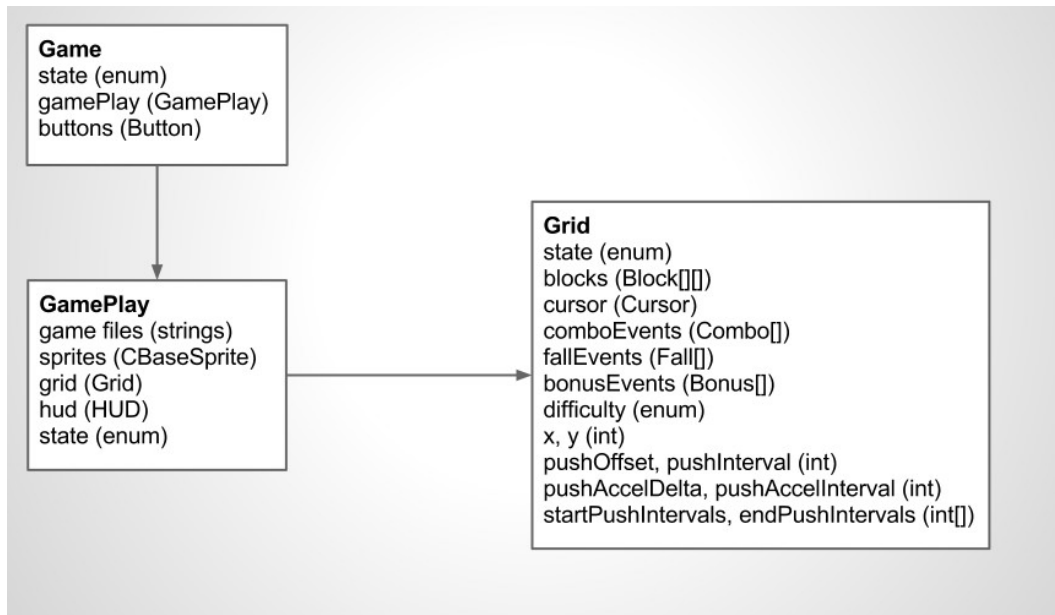 Game
state (enum)
gamePlay (GamePlay)
buttons (Button)
GamePlay
game files (strings)
sprites (CBaseSprite)
grid (Grid)
hud (HUD)
state (enum)
Grid
state (enum)
blocks (Block[][])
cursor (Cursor)
comboEvents (Combo[])
fallEvents (Fall[])
bonusEvents (Bonus[])
difficulty (enum)
x, y (int)
pushOffset, pushInterval (int)
pushAccelDelta, pushAccelInterval (int)
startPushIntervals, endPushIntervals (int[])